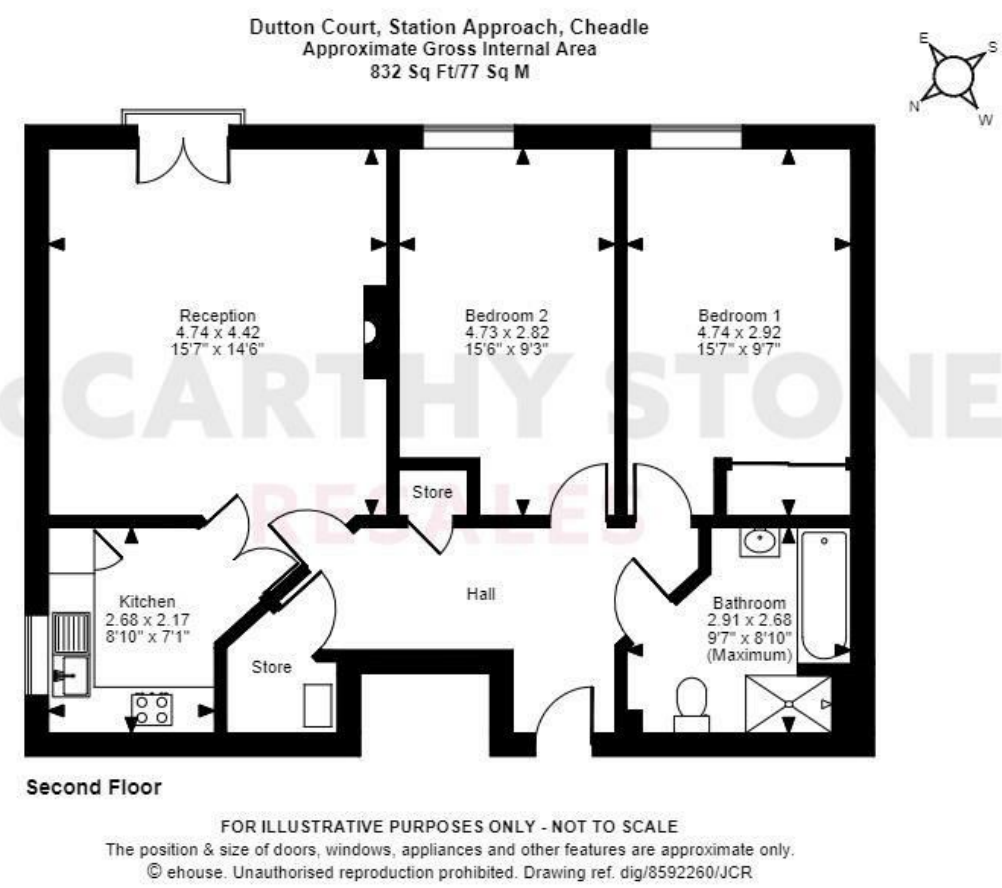 Dutton Court, Station Approach, Cheadle
Approximate Gross Internal Area
832 Sq Ft/77 Sq M
E
S
N
W
Reception
4.74 x 4.42
15'7" x 14'6"
Bedroom 2
4.73 x 2.82
15'6" x 9'3"
Bedroom 1
4.74 x 2.92
15'7" x 9'7"
McCARTHY STONE
RESALES
Store
Hall
Kitchen
2.68 x 2.17
8'10" x 7'1"
Store
Bathroom
2.91 x 2.68
9'7" x 8'10"
(Maximum)
Second Floor
FOR ILLUSTRATIVE PURPOSES ONLY - NOT TO SCALE
The position & size of doors, windows, appliances and other features are approximate only.
© ehouse. Unauthorised reproduction prohibited. Drawing ref. dig/8592260/JCR